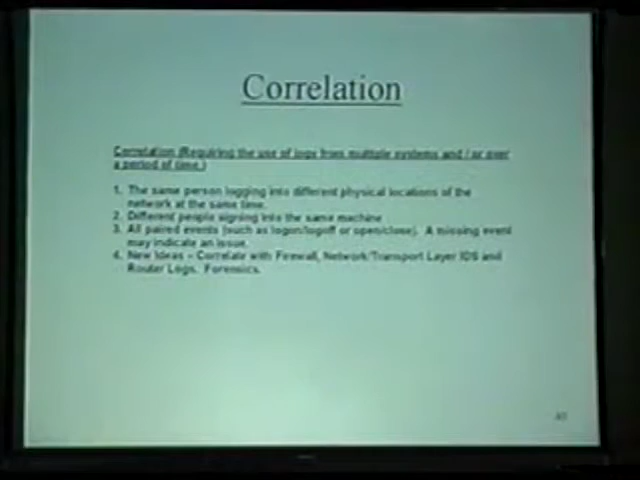 Correlation
Correlation (Requiring the use of logs from multiple systems and / or over
a period of time.)
1. The same person logging into different physical locations of the
network at the same time.
2. Different people signing into the same machine
3. All paired events (such as logon/logoff or open/close). A missing event
may indicate an issue.
4. New Ideas – Correlate with Firewall, Network/Transport Layer IDS and
Router Logs. Forensics.